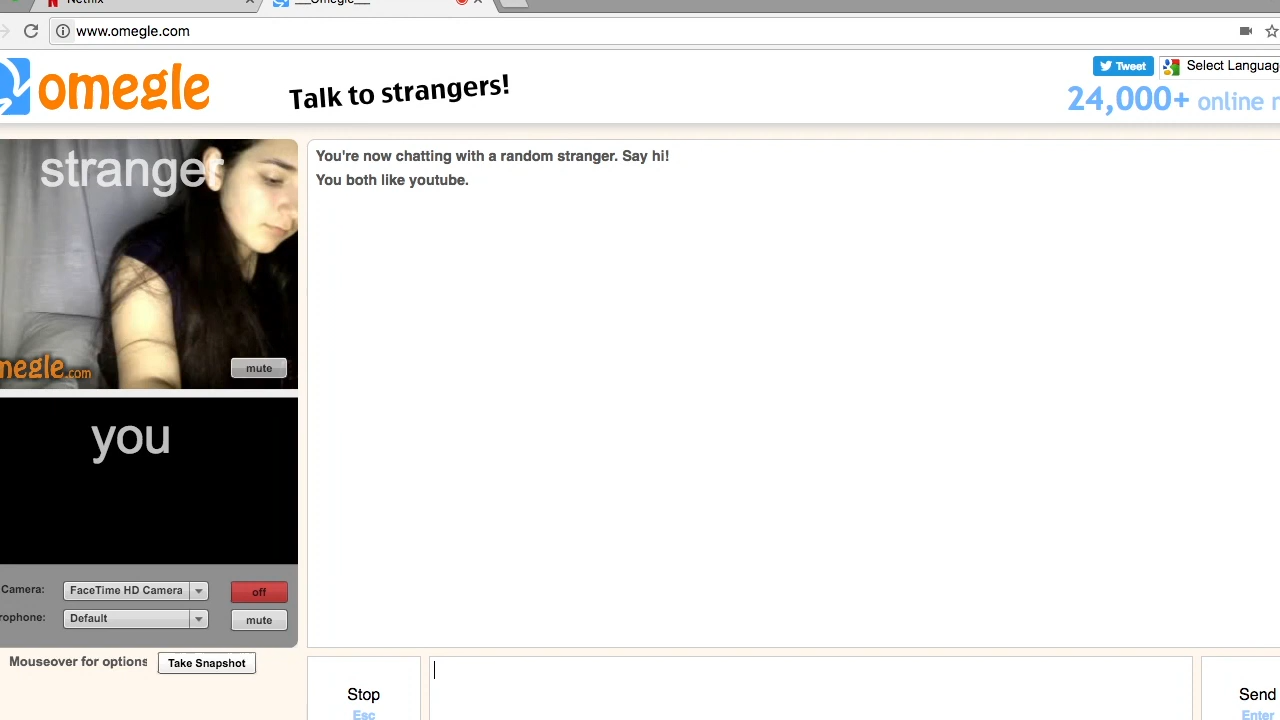 Netflix
__Omegle__
www.omegle.com
omegle
Talk to strangers!
Tweet
Select Languag
24,000+ online n
stranger
You're now chatting with a random stranger. Say hi!
You both like youtube.
megle.com
mute
you
Camera:
FaceTime HD Camera
off
rophone:
Default
mute
Mouseover for options
Take Snapshot
Stop
Esc
Send
Enter